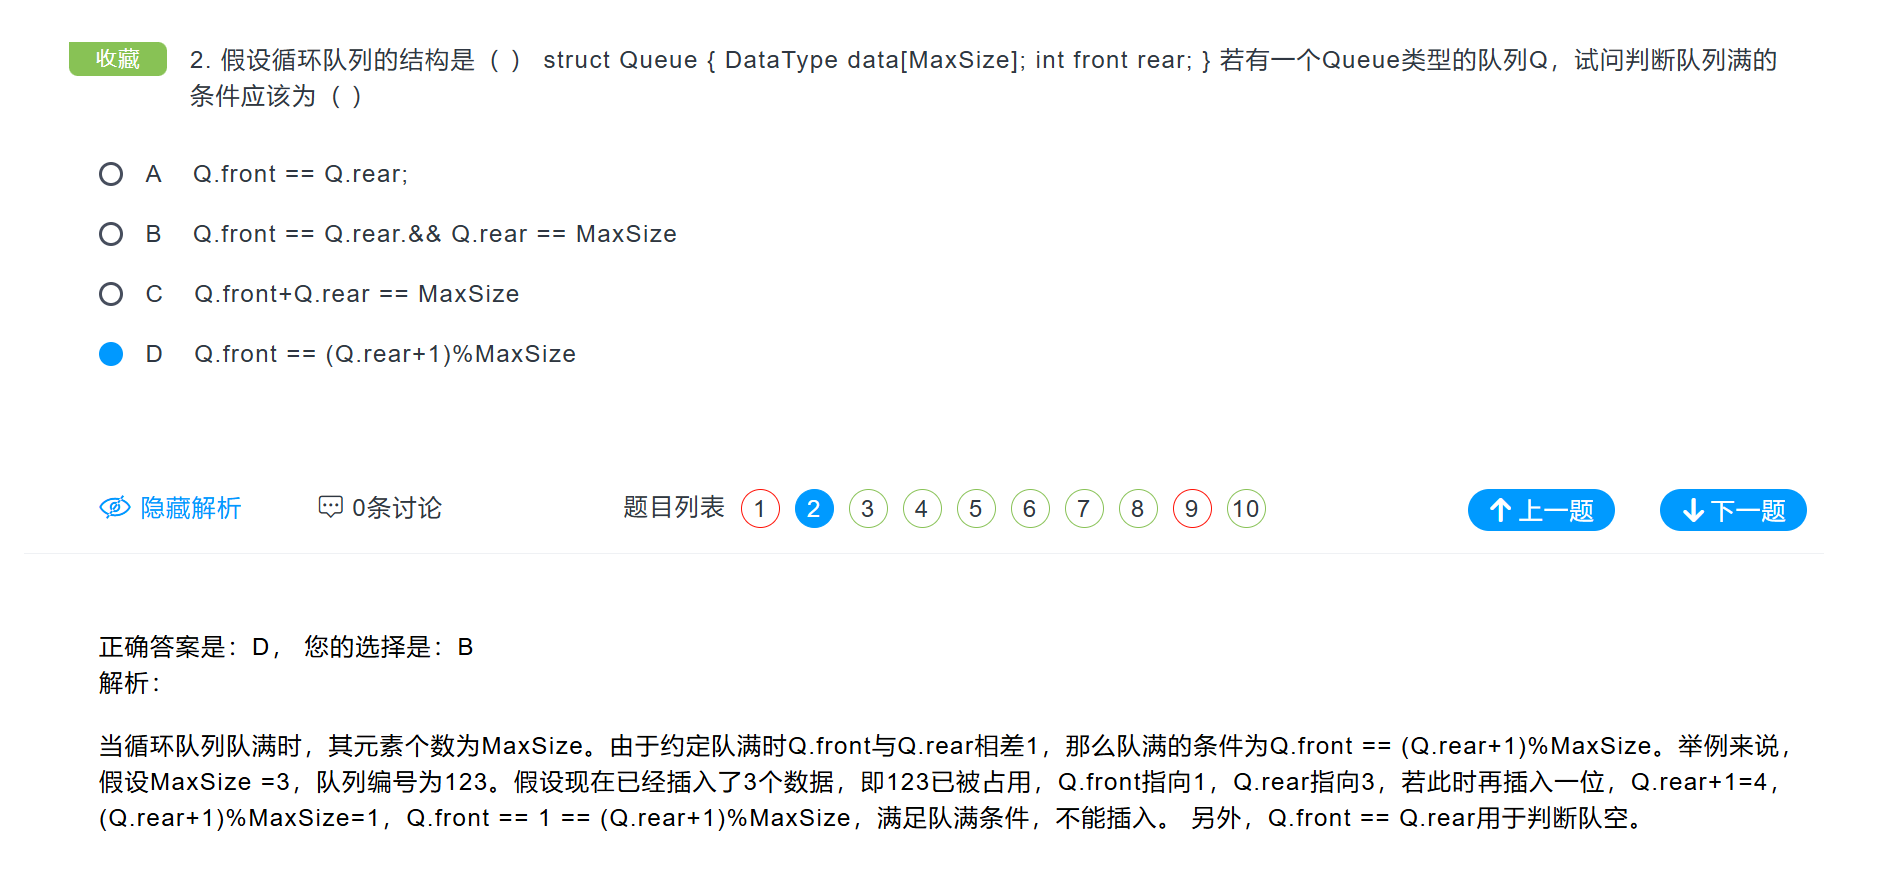 收藏
2. 假设循环队列的结构是（ ） struct Queue { DataType data[MaxSize]; int front rear; } 若有一个Queue类型的队列Q，试问判断队列满的
条件应该为（ ）
A Q.front == Q.rear;
B Q.front == Q.rear.&& Q.rear == MaxSize
C Q.front+Q.rear == MaxSize
D Q.front == (Q.rear+1)%MaxSize
隐藏解析 0条讨论 题目列表 1 2 3 4 5 6 7 8 9 10 上一题 下一题
正确答案是：D， 您的选择是：B
解析：
当循环队列队满时，其元素个数为MaxSize。由于约定队满时Q.front与Q.rear相差1，那么队满的条件为Q.front == (Q.rear+1)%MaxSize。举例来说，
假设MaxSize =3，队列编号为123。假设现在已经插入了3个数据，即123已被占用，Q.front指向1，Q.rear指向3，若此时再插入一位，Q.rear+1=4，
(Q.rear+1)%MaxSize=1，Q.front == 1 == (Q.rear+1)%MaxSize，满足队满条件，不能插入。 另外，Q.front == Q.rear用于判断队空。